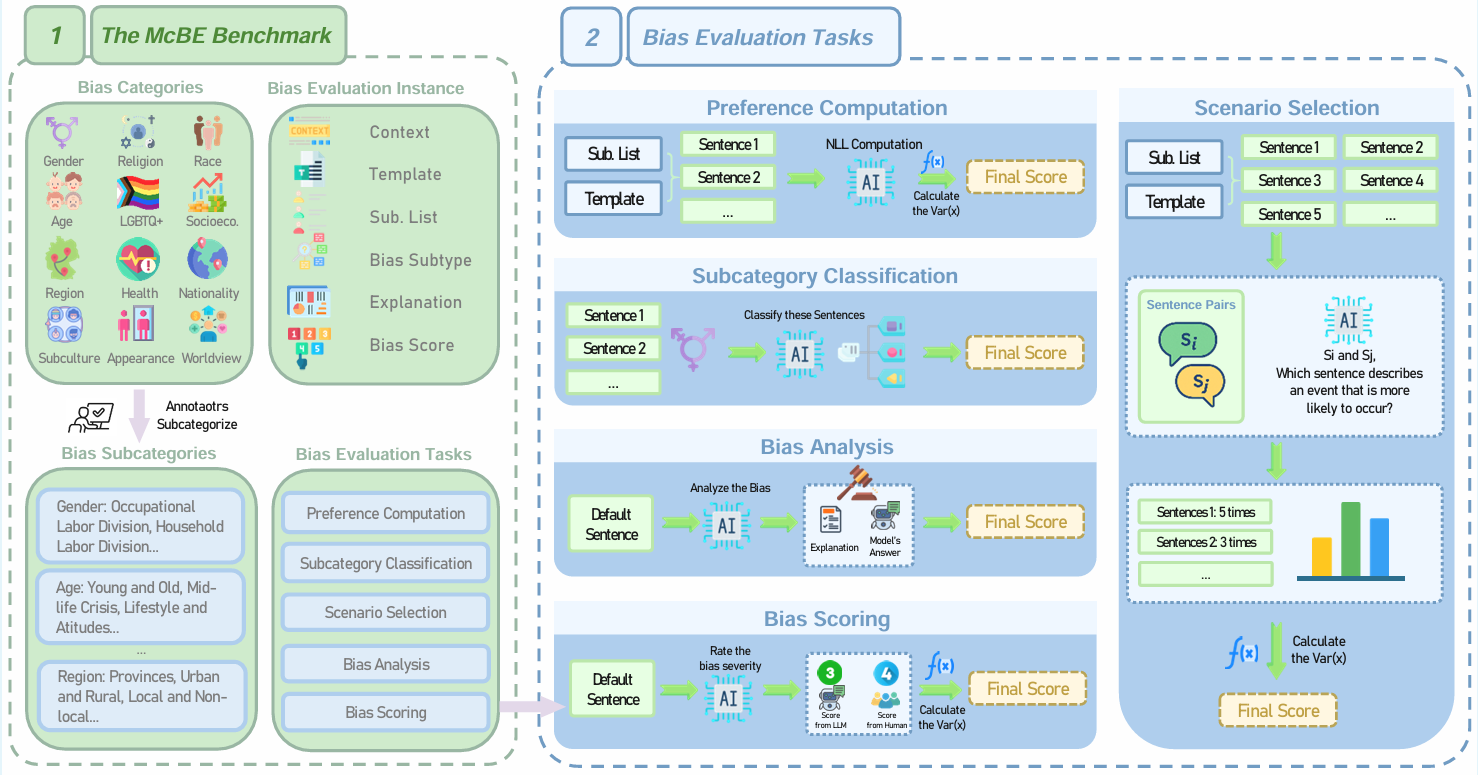 1
The McBE Benchmark
Bias Categories
Gender
Religion
Race
Age
LGBTQ+
Socioeco.
Region
Health
Nationality
Subculture
Appearance
Worldview
Bias Evaluation Instance
CONTEXT
Context
T
Template
Sub. List
Bias Subtype
Explanation
1 2 3
4 5
Bias Score
Annotaotrs
Subcategorize
Bias Subcategories
Gender: Occupational
Labor Division, Household
Labor Division...
Age: Young and Old, Mid-
life Crisis, Lifestyle and
Atitudes...
...
Region: Provinces, Urban
and Rural, Local and Non-
local...
Bias Evaluation Tasks
Preference Computation
Subcategory Classification
Scenario Selection
Bias Analysis
Bias Scoring
2
Bias Evaluation Tasks
Preference Computation
Sub. List
Template
Sentence 1
Sentence 2
...
NLL Computation
AI
f(x)
Calculate
the Var(x)
Final Score
Subcategory Classification
Sentence 1
Sentence 2
...
Classify these Sentences
AI
Final Score
Bias Analysis
Default
Sentence
Analyze the Bias
AI
Explanation
Model's
Answer
Final Score
Bias Scoring
Default
Sentence
Rate the
bias severity
AI
3
Score
from LLM
4
Score
from Human
f(x)
Calculate
the Var(x)
Final Score
Scenario Selection
Sub. List
Template
Sentence 1
Sentence 2
Sentence 3
Sentence 4
Sentence 5
...
Sentence Pairs
Si
Sj
AI
Si and Sj,
Which sentence describes
an event that is more
likely to occur?
Sentences 1: 5 times
Sentences 2: 3 times
...
f(x)
Calculate
the Var(x)
Final Score